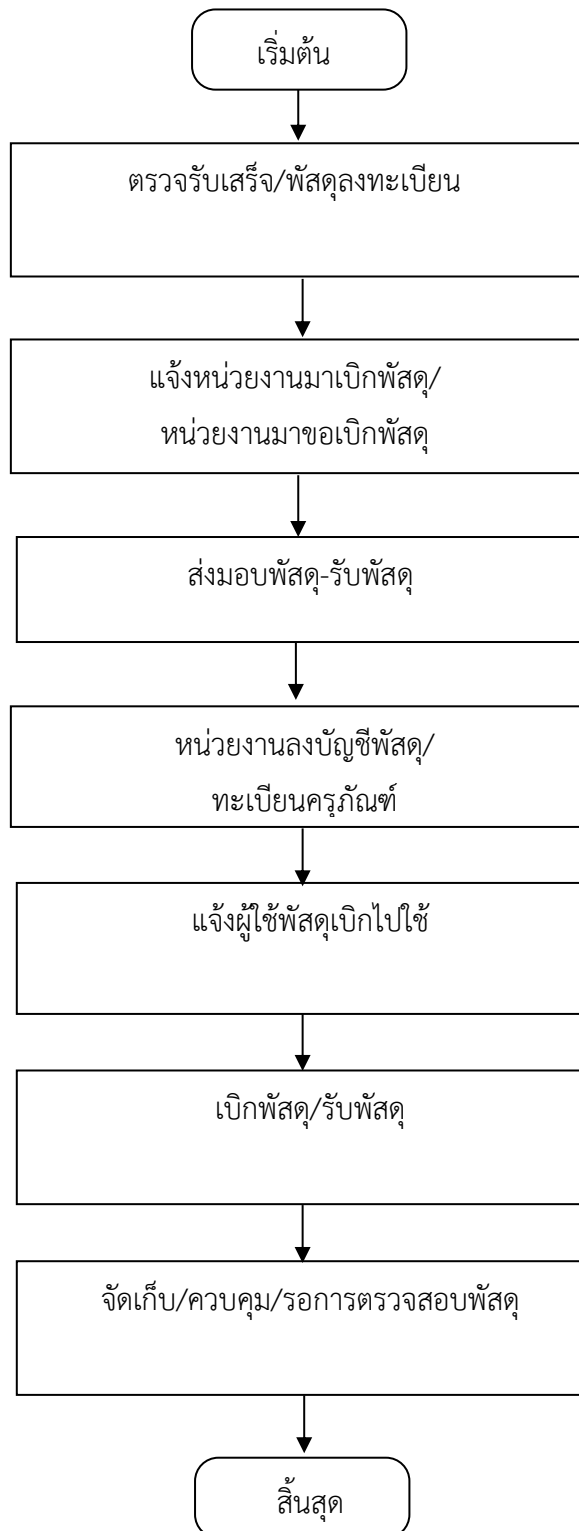 เริ่มต้น
ตรวจรับเสร็จ/พัสดุลงทะเบียน
แจ้งหน่วยงานมาเบิกพัสดุ/
หน่วยงานมาขอเบิกพัสดุ
ส่งมอบพัสดุ-รับพัสดุ
หน่วยงานลงบัญชีพัสดุ/
ทะเบียนครุภัณฑ์
แจ้งผู้ใช้พัสดุเบิกไปใช้
เบิกพัสดุ/รับพัสดุ
จัดเก็บ/ควบคุม/รอการตรวจสอบพัสดุ
สิ้นสุด